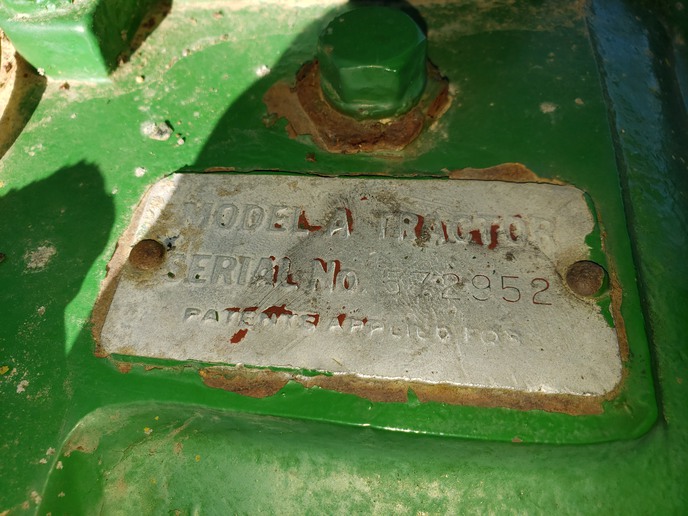 MODEL A TRACTOR
SERIAL No. 572952
PATENTS APPLIED FOR